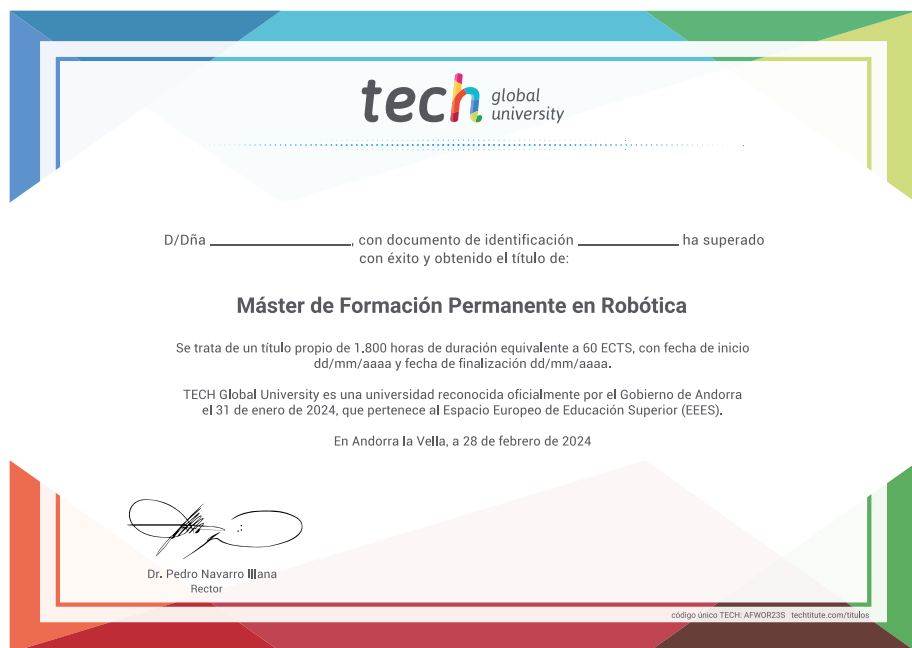 tech global
university
D/Dña ____________, con documento de identificación ____________ ha superado
con éxito y obtenido el título de:
Máster de Formación Permanente en Robótica
Se trata de un título propio de 1.800 horas de duración equivalente a 60 ECTS, con fecha de inicio
dd/mm/aaaa y fecha de finalización dd/mm/aaaa.
TECH Global University es una universidad reconocida oficialmente por el Gobierno de Andorra
el 31 de enero de 2024, que pertenece al Espacio Europeo de Educación Superior (EEES).
En Andorra la Vella, a 28 de febrero de 2024
Dr. Pedro Navarro Illana
Rector
código único TECH: AFWOR23S techtitute.com/titulos